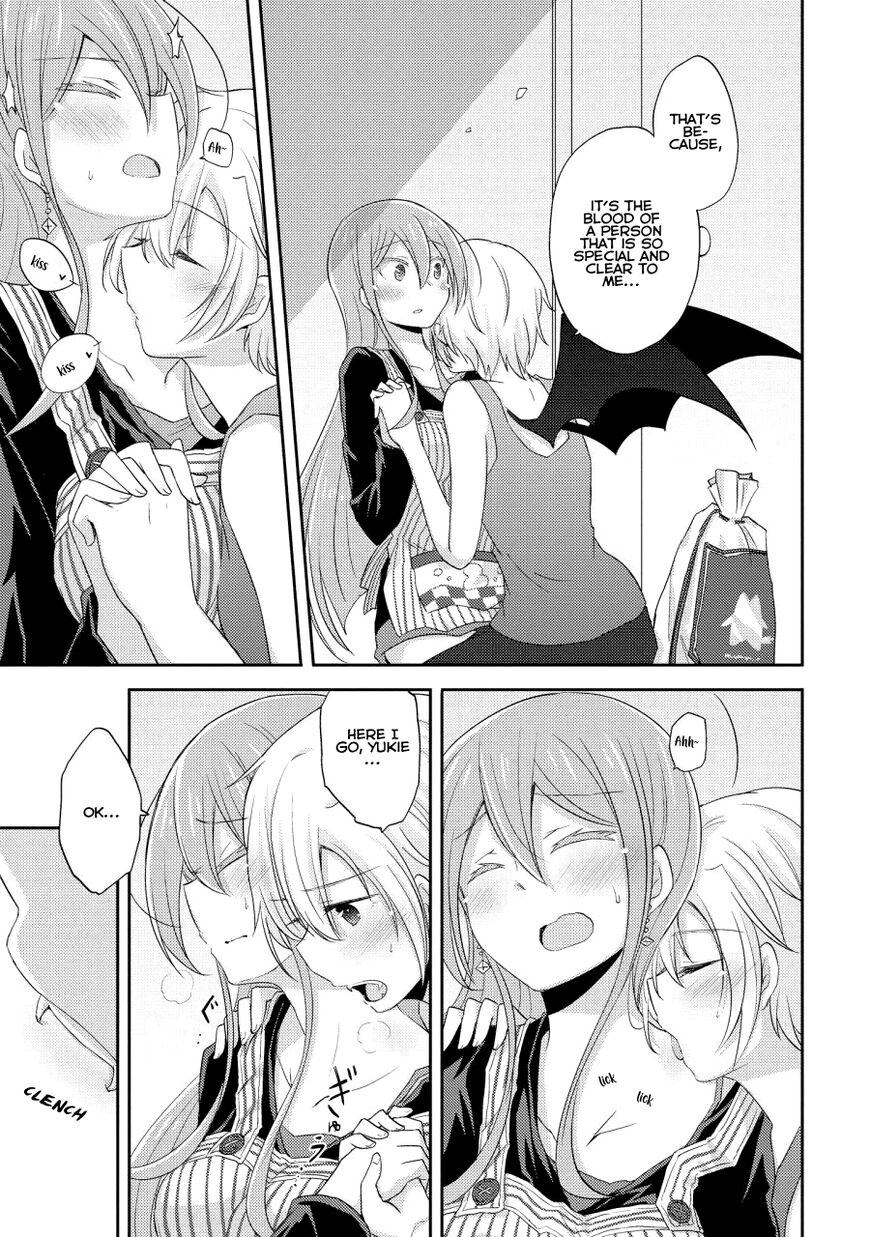 THAT'S
BE-
CAUSE,
IT'S THE
BLOOD OF
A PERSON
THAT IS SO
SPECIAL AND
CLEAR TO
ME...
Ah~
kiss
kiss
Ahh~
lick
lick
HERE I
GO, YUKIE
...
OK...
CLENCH